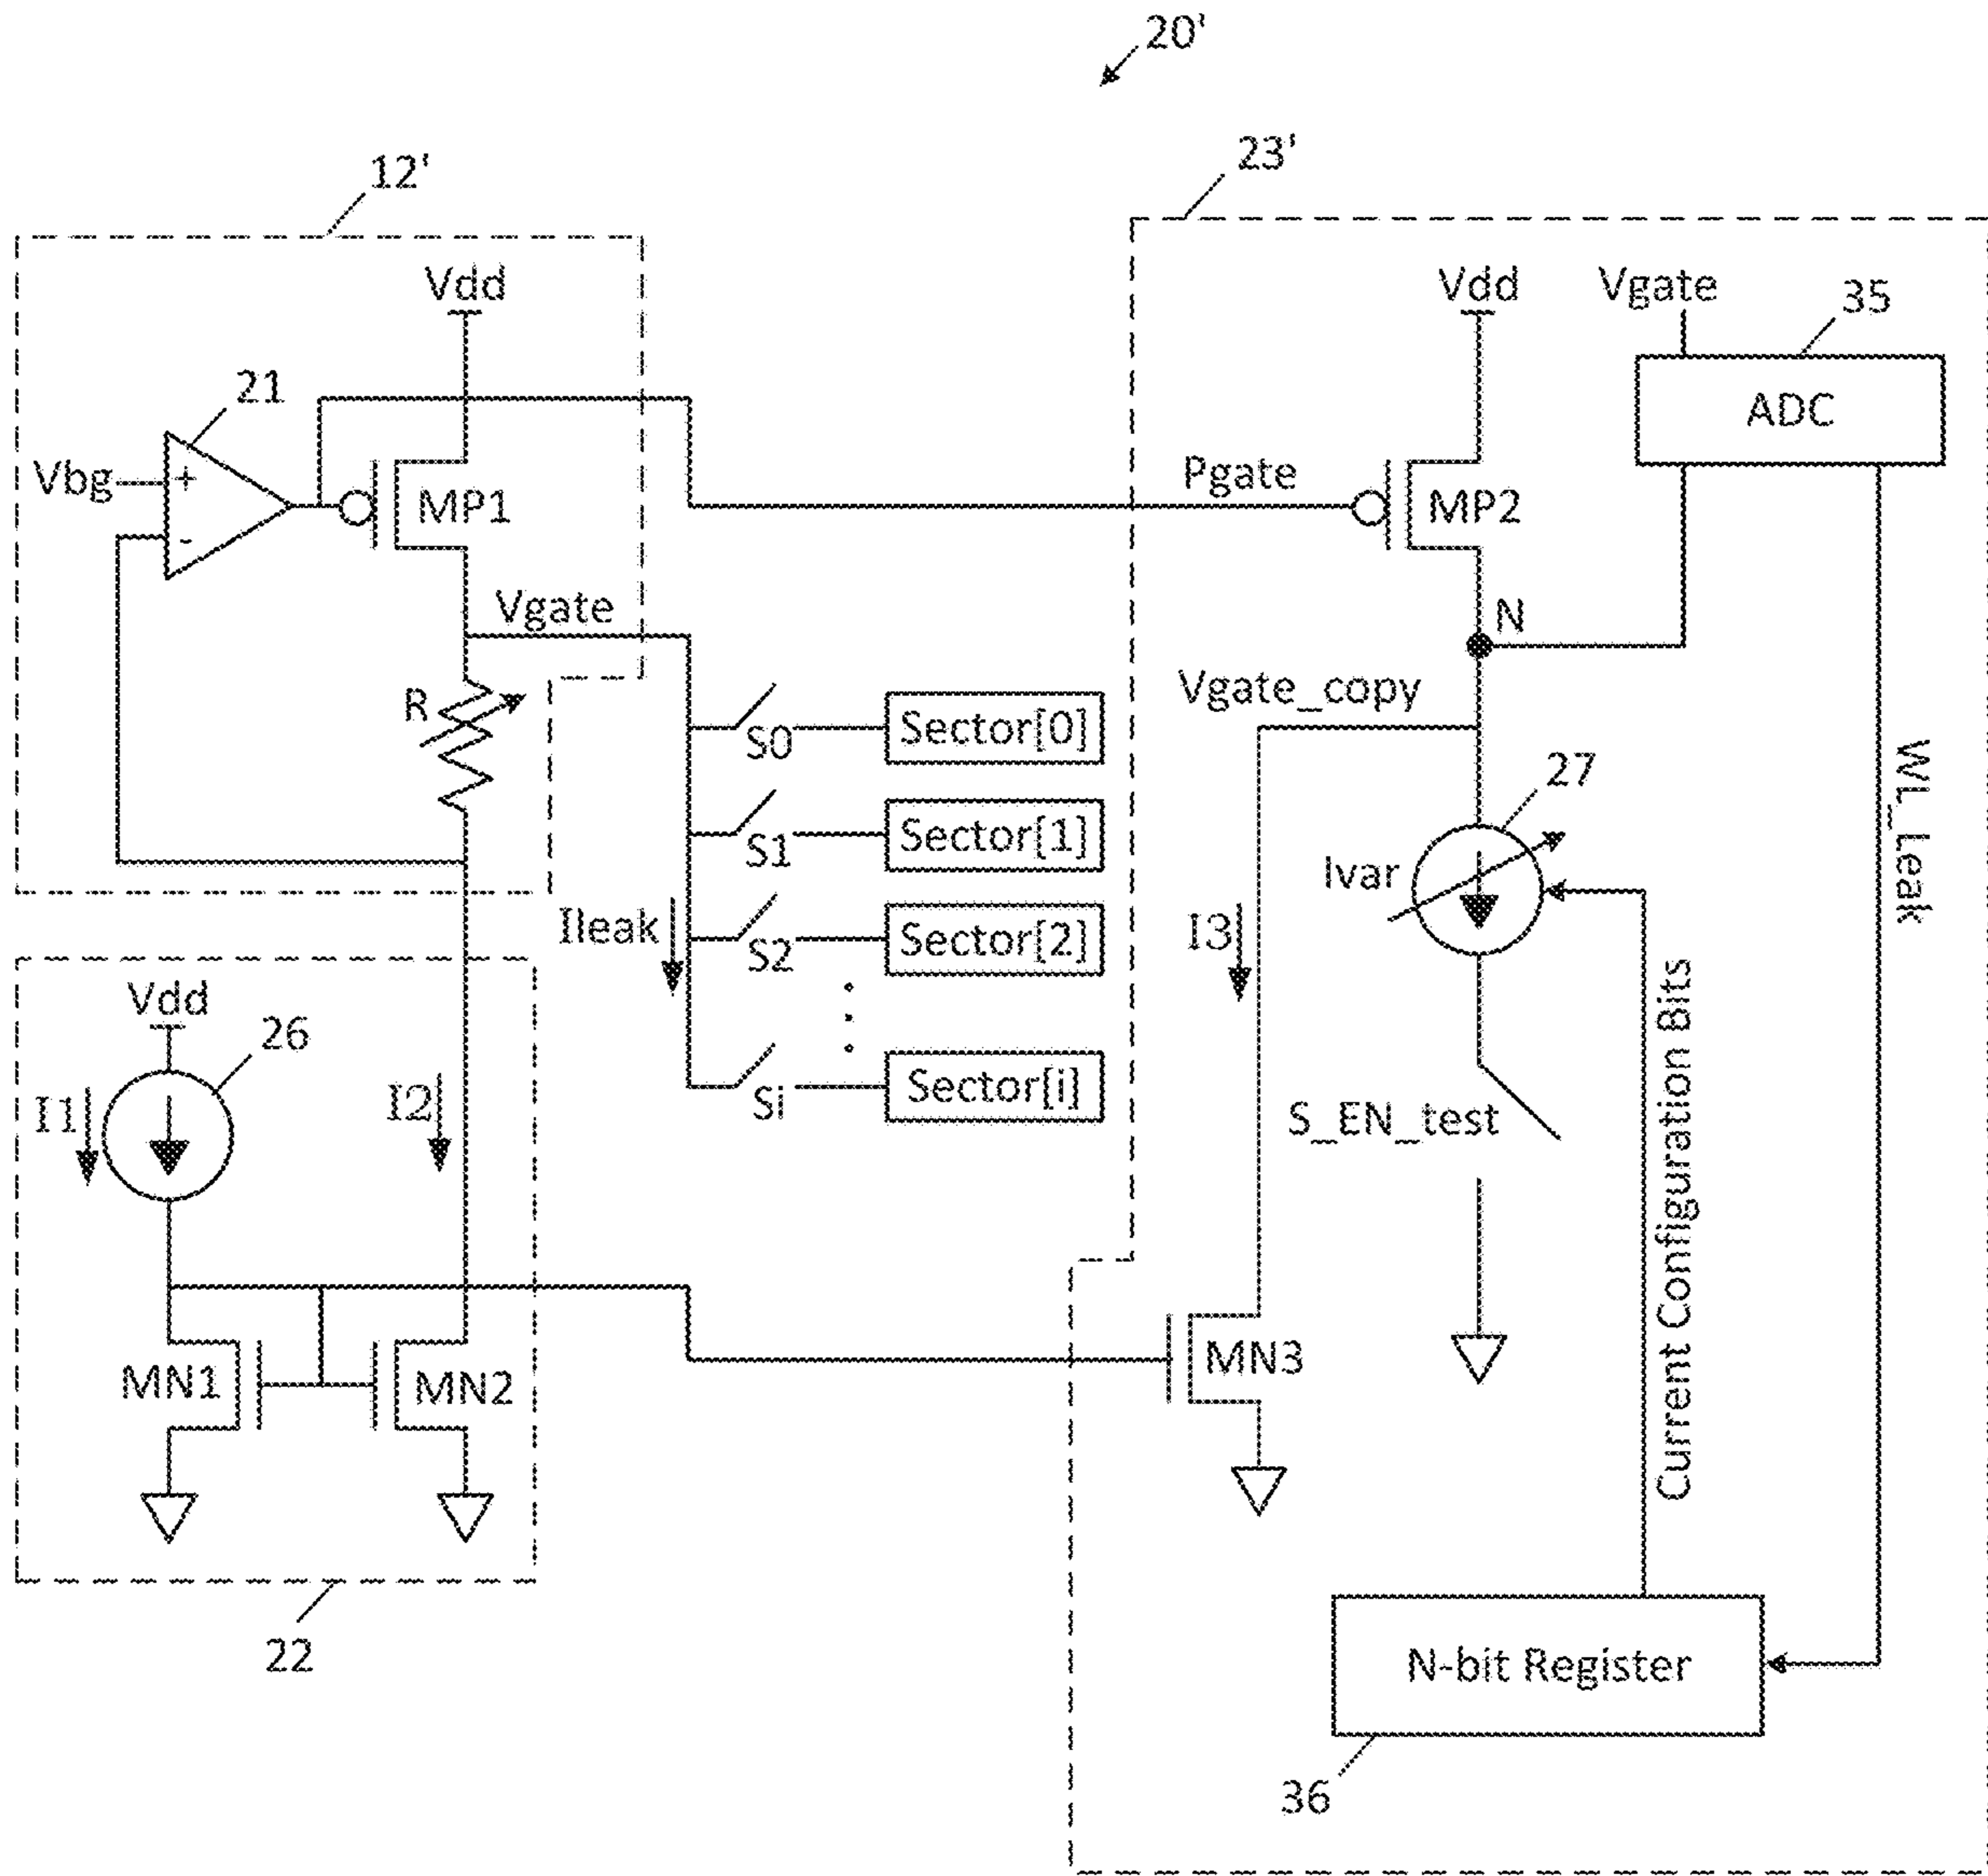 20'
12'
23'
Vdd
Vdd
Vgate
35
21
ADC
Vbg
+
-
MP1
Pgate
MP2
Vgate
N
R
Vgate_copy
S0
Sector[0]
27
S1
Sector[1]
Ivar
WL_Leak
Ileak
S2
Sector[2]
I3
Vdd
26
Si
Sector[i]
I1
I2
S_EN_test
Current Configuration Bits
MN1
MN2
MN3
22
N-bit Register
36